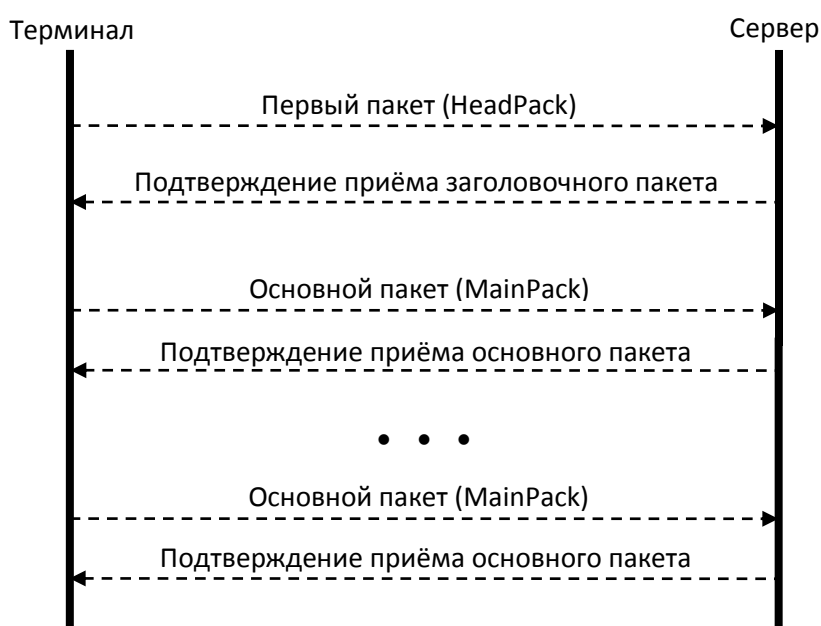 Терминал
Сервер
Первый пакет (HeadPack)
Подтверждение приёма заголовочного пакета
Основной пакет (MainPack)
Подтверждение приёма основного пакета
• • •
Основной пакет (MainPack)
Подтверждение приёма основного пакета